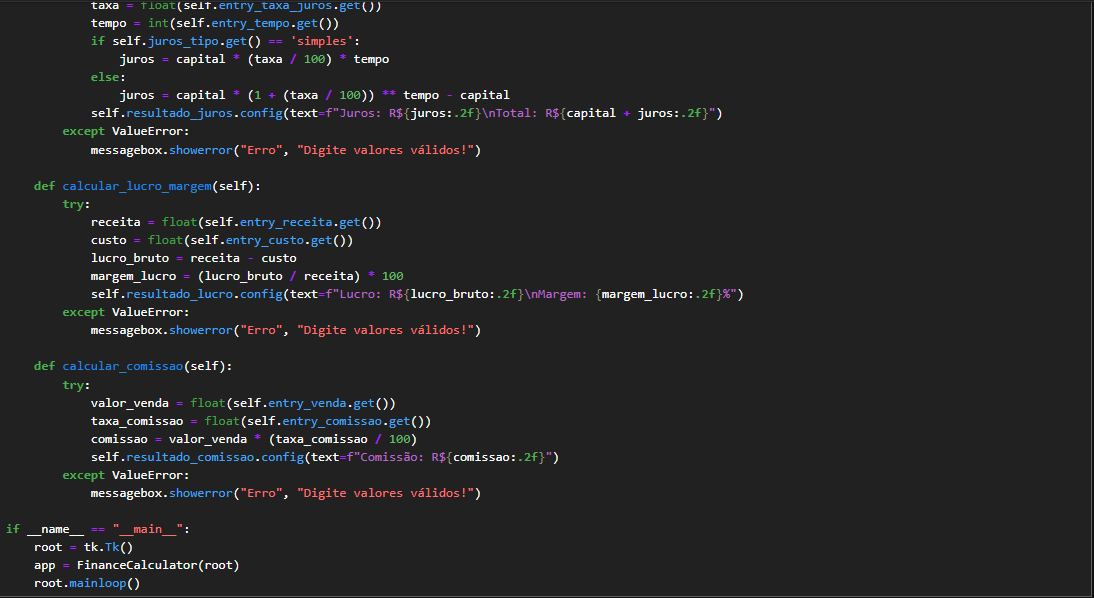 taxa = float(self.entry_taxa_juros.get())
tempo = int(self.entry_tempo.get())
if self.juros_tipo.get() == 'simples':
juros = capital * (taxa / 100) * tempo
else:
juros = capital * (1 + (taxa / 100)) ** tempo - capital
self.resultado_juros.config(text=f"Juros: R${juros:.2f}\nTotal: R${capital + juros:.2f}")
except ValueError:
messagebox.showerror("Erro", "Digite valores válidos!")
def calcular_lucro_margem(self):
try:
receita = float(self.entry_receita.get())
custo = float(self.entry_custo.get())
lucro_bruto = receita - custo
margem_lucro = (lucro_bruto / receita) * 100
self.resultado_lucro.config(text=f"Lucro: R${lucro_bruto:.2f}\nMargem: {margem_lucro:.2f}%")
except ValueError:
messagebox.showerror("Erro", "Digite valores válidos!")
def calcular_comissao(self):
try:
valor_venda = float(self.entry_venda.get())
taxa_comissao = float(self.entry_comissao.get())
comissao = valor_venda * (taxa_comissao / 100)
self.resultado_comissao.config(text=f"Comissão: R${comissao:.2f}")
except ValueError:
messagebox.showerror("Erro", "Digite valores válidos!")
if __name__ == "__main__":
root = tk.Tk()
app = FinanceCalculator(root)
root.mainloop()